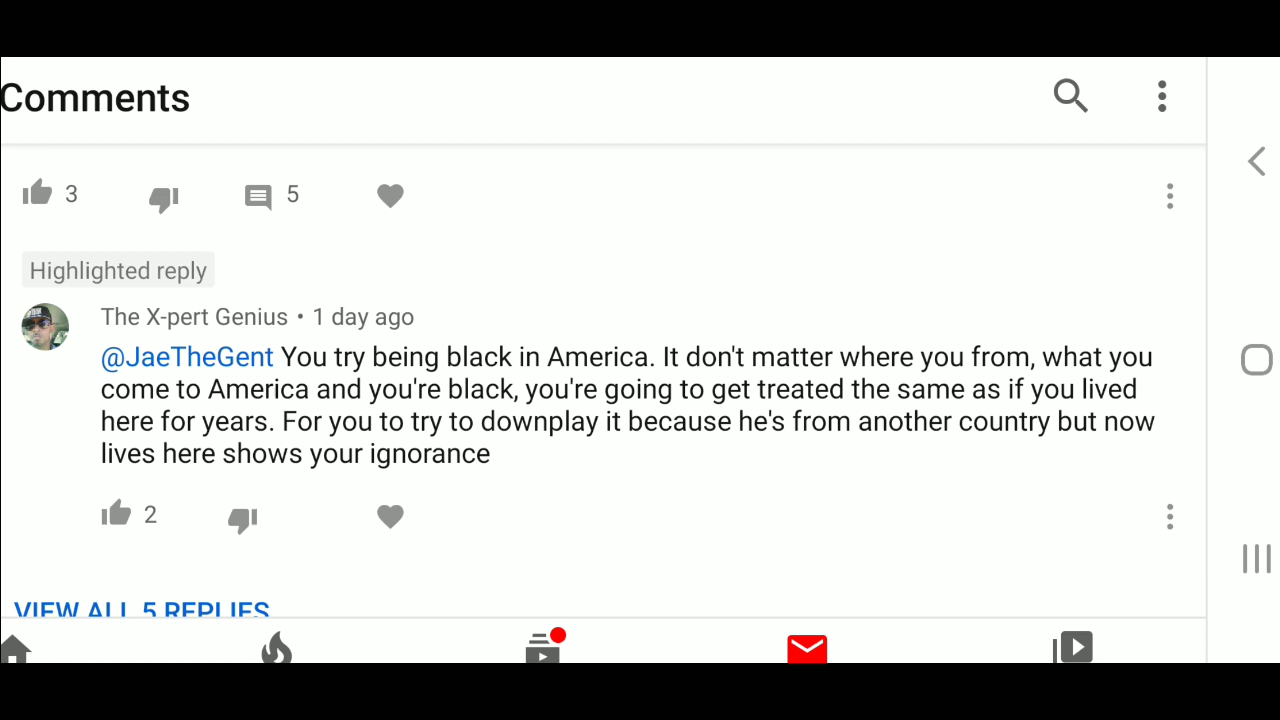 Comments
3 5
Highlighted reply
The X-pert Genius • 1 day ago
@JaeTheGent You try being black in America. It don't matter where you from, what you
come to America and you're black, you're going to get treated the same as if you lived
here for years. For you to try to downplay it because he's from another country but now
lives here shows your ignorance
2
VIEW ALL 5 REPLIES